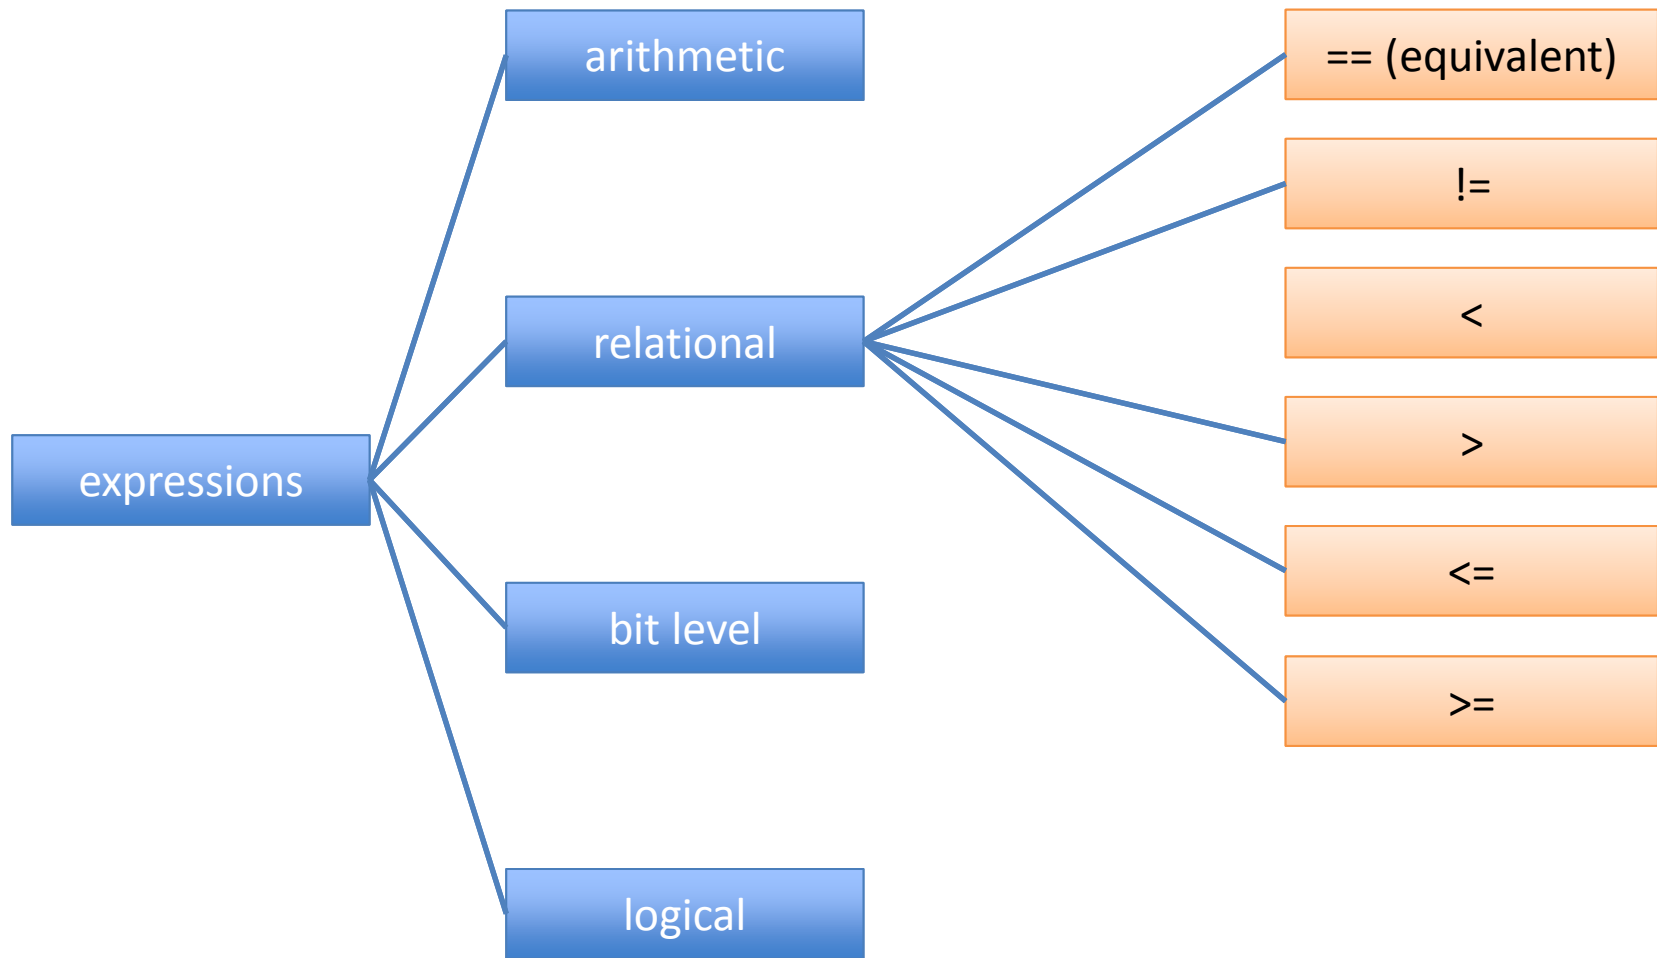 expressions
arithmetic
relational
bit level
logical
== (equivalent)
!=
<
>
<=
>=